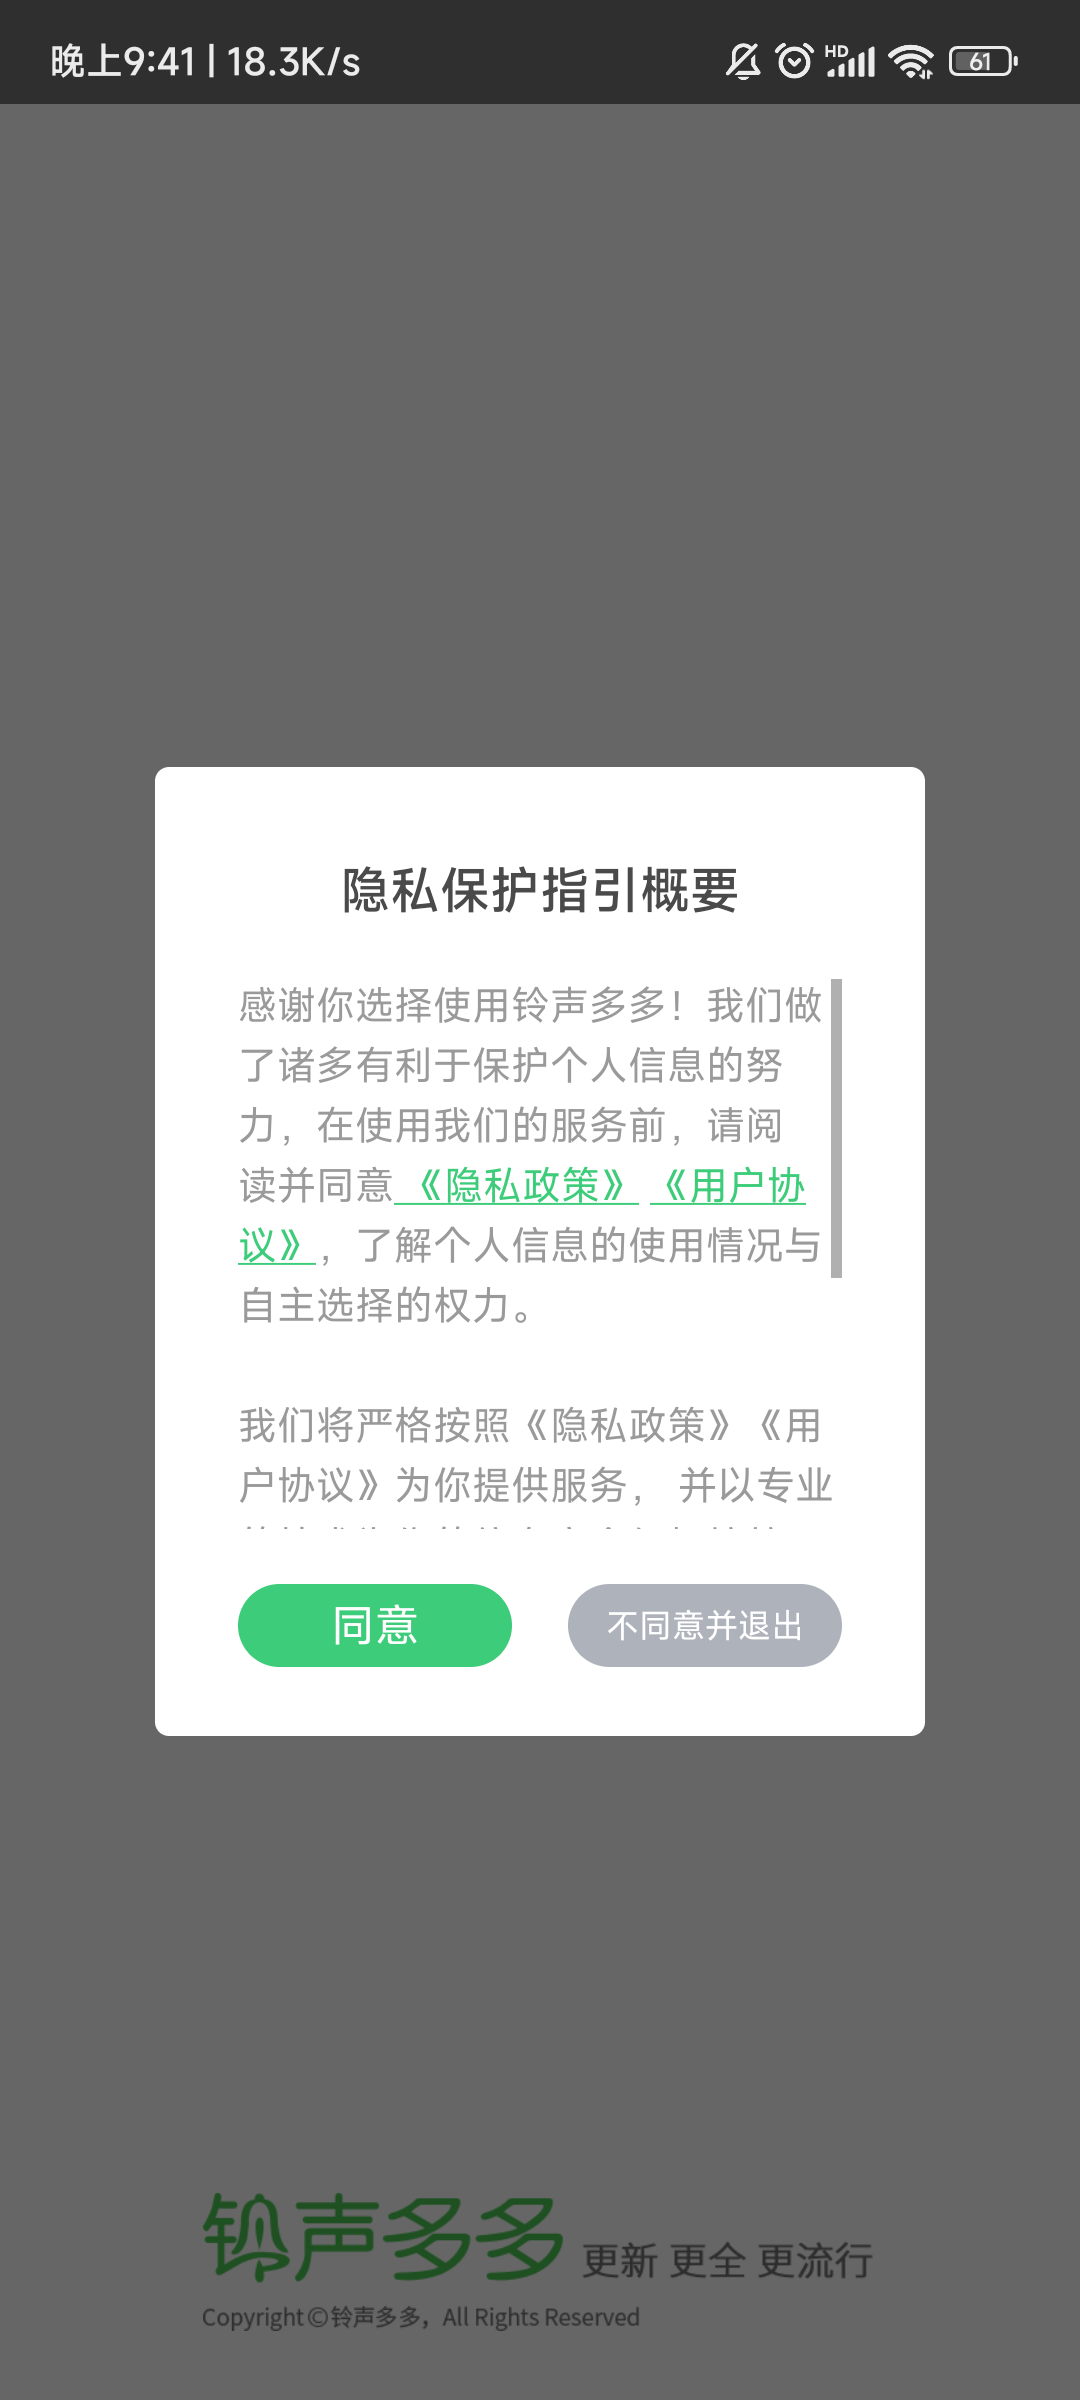 晚上9:41 | 18.3K/s
HD
61
隐私保护指引概要
感谢你选择使用铃声多多！我们做
了诸多有利于保护个人信息的努
力，在使用我们的服务前，请阅
读并同意《隐私政策》《用户协
议》，了解个人信息的使用情况与
自主选择的权力。
我们将严格按照《隐私政策》《用
户协议》为你提供服务， 并以专业
同意
不同意并退出
铃声多多 更新 更全 更流行
Copyright©铃声多多，All Rights Reserved